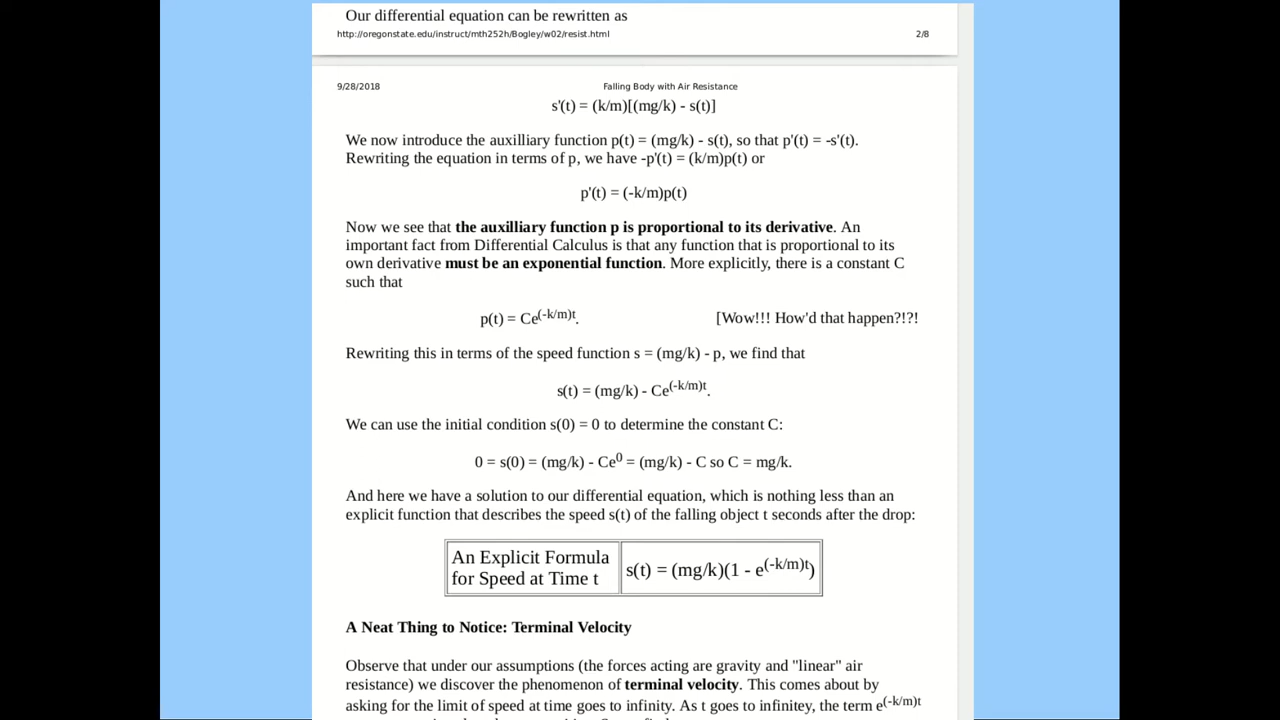 Our differential equation can be rewritten as
http://oregonstate.edu/instruct/mth252h/Bogley/w02/resist.html 2/8
9/28/2018 Falling Body with Air Resistance
s'(t) = (k/m)[(mg/k) - s(t)]
We now introduce the auxilliary function p(t) = (mg/k) - s(t), so that p'(t) = -s'(t).
Rewriting the equation in terms of p, we have -p'(t) = (k/m)p(t) or
p'(t) = (-k/m)p(t)
Now we see that the auxilliary function p is proportional to its derivative. An
important fact from Differential Calculus is that any function that is proportional to its
own derivative must be an exponential function. More explicitly, there is a constant C
such that
p(t) = Ce(-k/m)t. [Wow!!! How'd that happen?!?!
Rewriting this in terms of the speed function s = (mg/k) - p, we find that
s(t) = (mg/k) - Ce(-k/m)t.
We can use the initial condition s(0) = 0 to determine the constant C:
0 = s(0) = (mg/k) - Ce0 = (mg/k) - C so C = mg/k.
And here we have a solution to our differential equation, which is nothing less than an
explicit function that describes the speed s(t) of the falling object t seconds after the drop:
An Explicit Formula
for Speed at Time t
s(t) = (mg/k)(1 - e(-k/m)t)
A Neat Thing to Notice: Terminal Velocity
Observe that under our assumptions (the forces acting are gravity and "linear" air
resistance) we discover the phenomenon of terminal velocity. This comes about by
asking for the limit of speed at time goes to infinity. As t goes to infinitey, the term e(-k/m)t